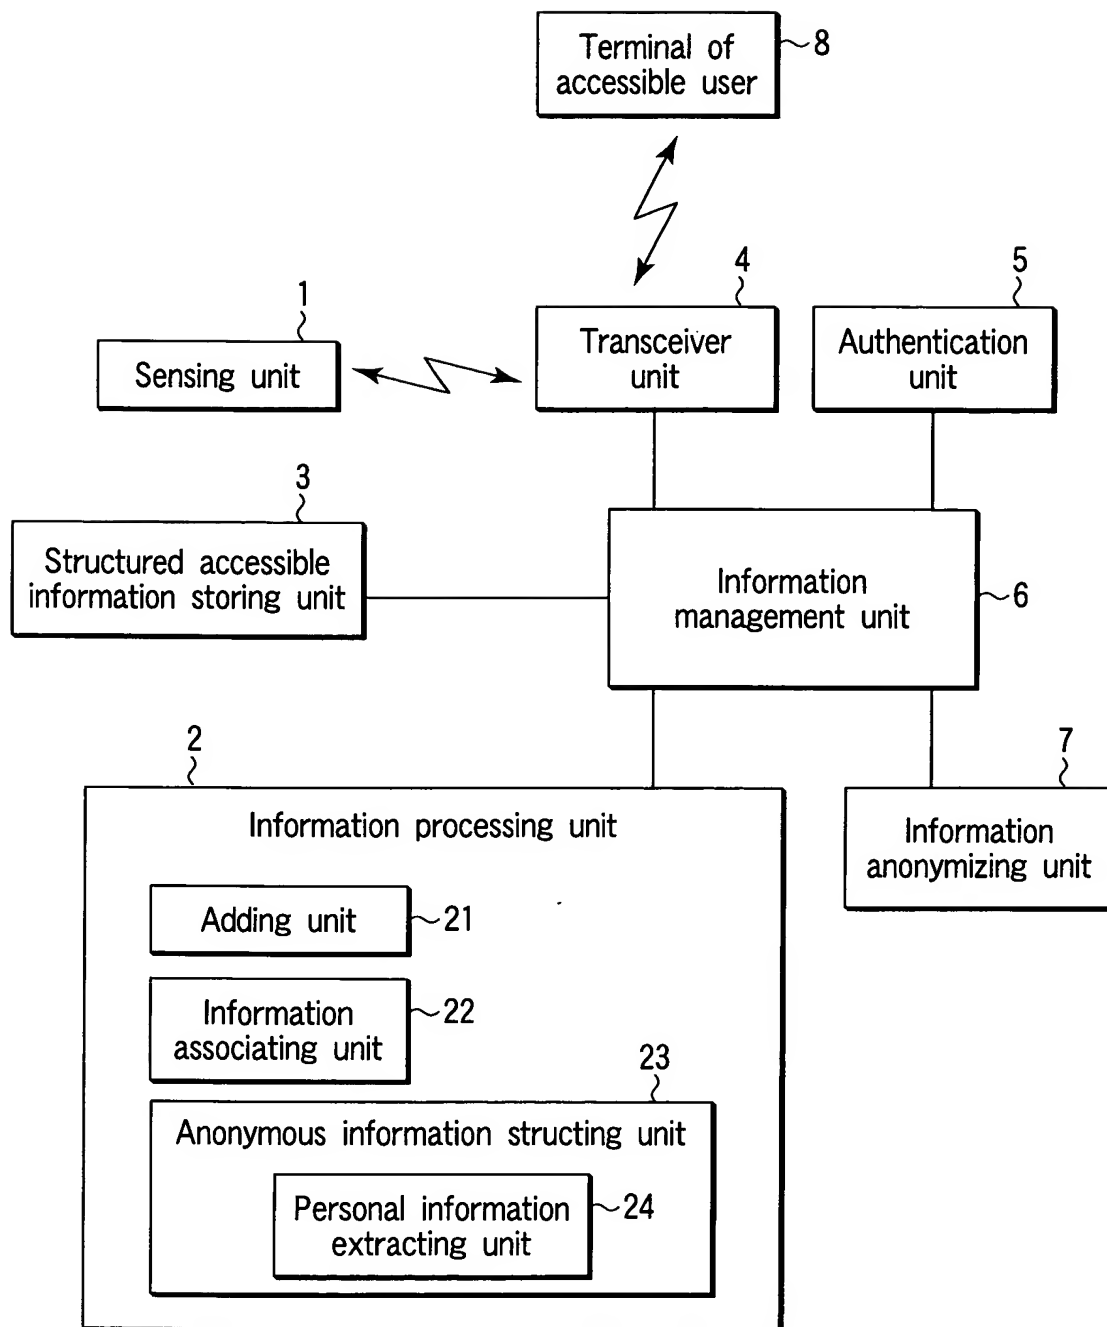 Terminal of
accessible user
8
4
5
1
Transceiver
unit
Authentication
unit
Sensing unit
3
Structured accessible
information storing unit
Information
management unit
6
2
7
Information processing unit
Information
anonymizing unit
Adding unit
21
Information
associating unit
22
23
Anonymous information structing unit
Personal information
extracting unit
24